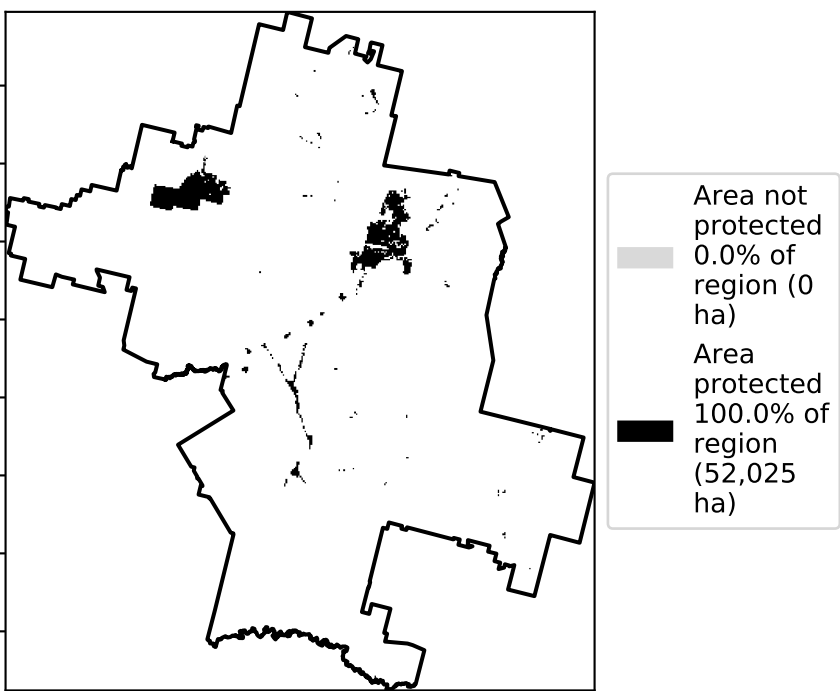 Area not
protected
0.0% of
region (0
ha)
Area
protected
100.0% of
region
(52,025
ha)